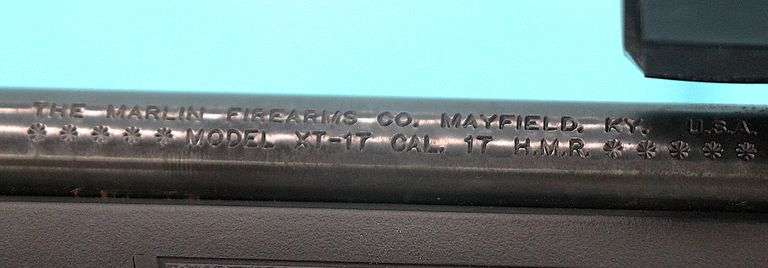 THE MARLIN FIREARMS CO. MAYFIELD. KY. U.S.A.
***** MODEL XT-17 CAL. 17 H.M.R. *****